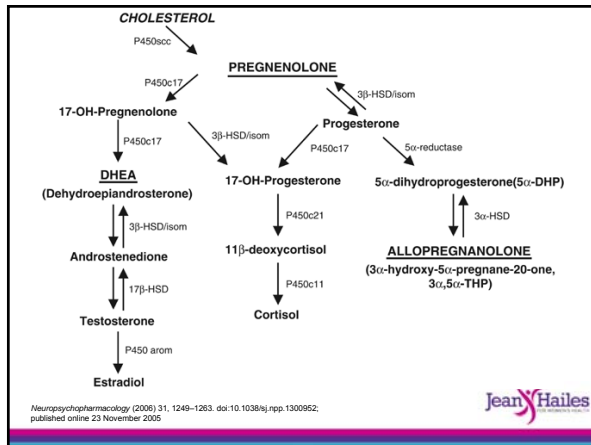 CHOLESTEROL
P450scc
PREGNENOLONE
P450c17
3β-HSD/isom
17-OH-Pregnenolone
Progesterone
3β-HSD/isom
P450c17
P450c17
5α-reductase
DHEA
(Dehydroepiandrosterone)
17-OH-Progesterone
5α-dihydroprogesterone(5α-DHP)
3β-HSD/isom
P450c21
3α-HSD
Androstenedione
11β-deoxycortisol
ALLOPREGNANOLONE
(3α-hydroxy-5α-pregnane-20-one,
3α,5α-THP)
17β-HSD
P450c11
Testosterone
Cortisol
P450 arom
Estradiol
Neuropsychopharmacology (2006) 31, 1249–1263. doi:10.1038/sj.npp.1300952;
published online 23 November 2005
Jean Hailes
FOR WOMEN'S HEALTH